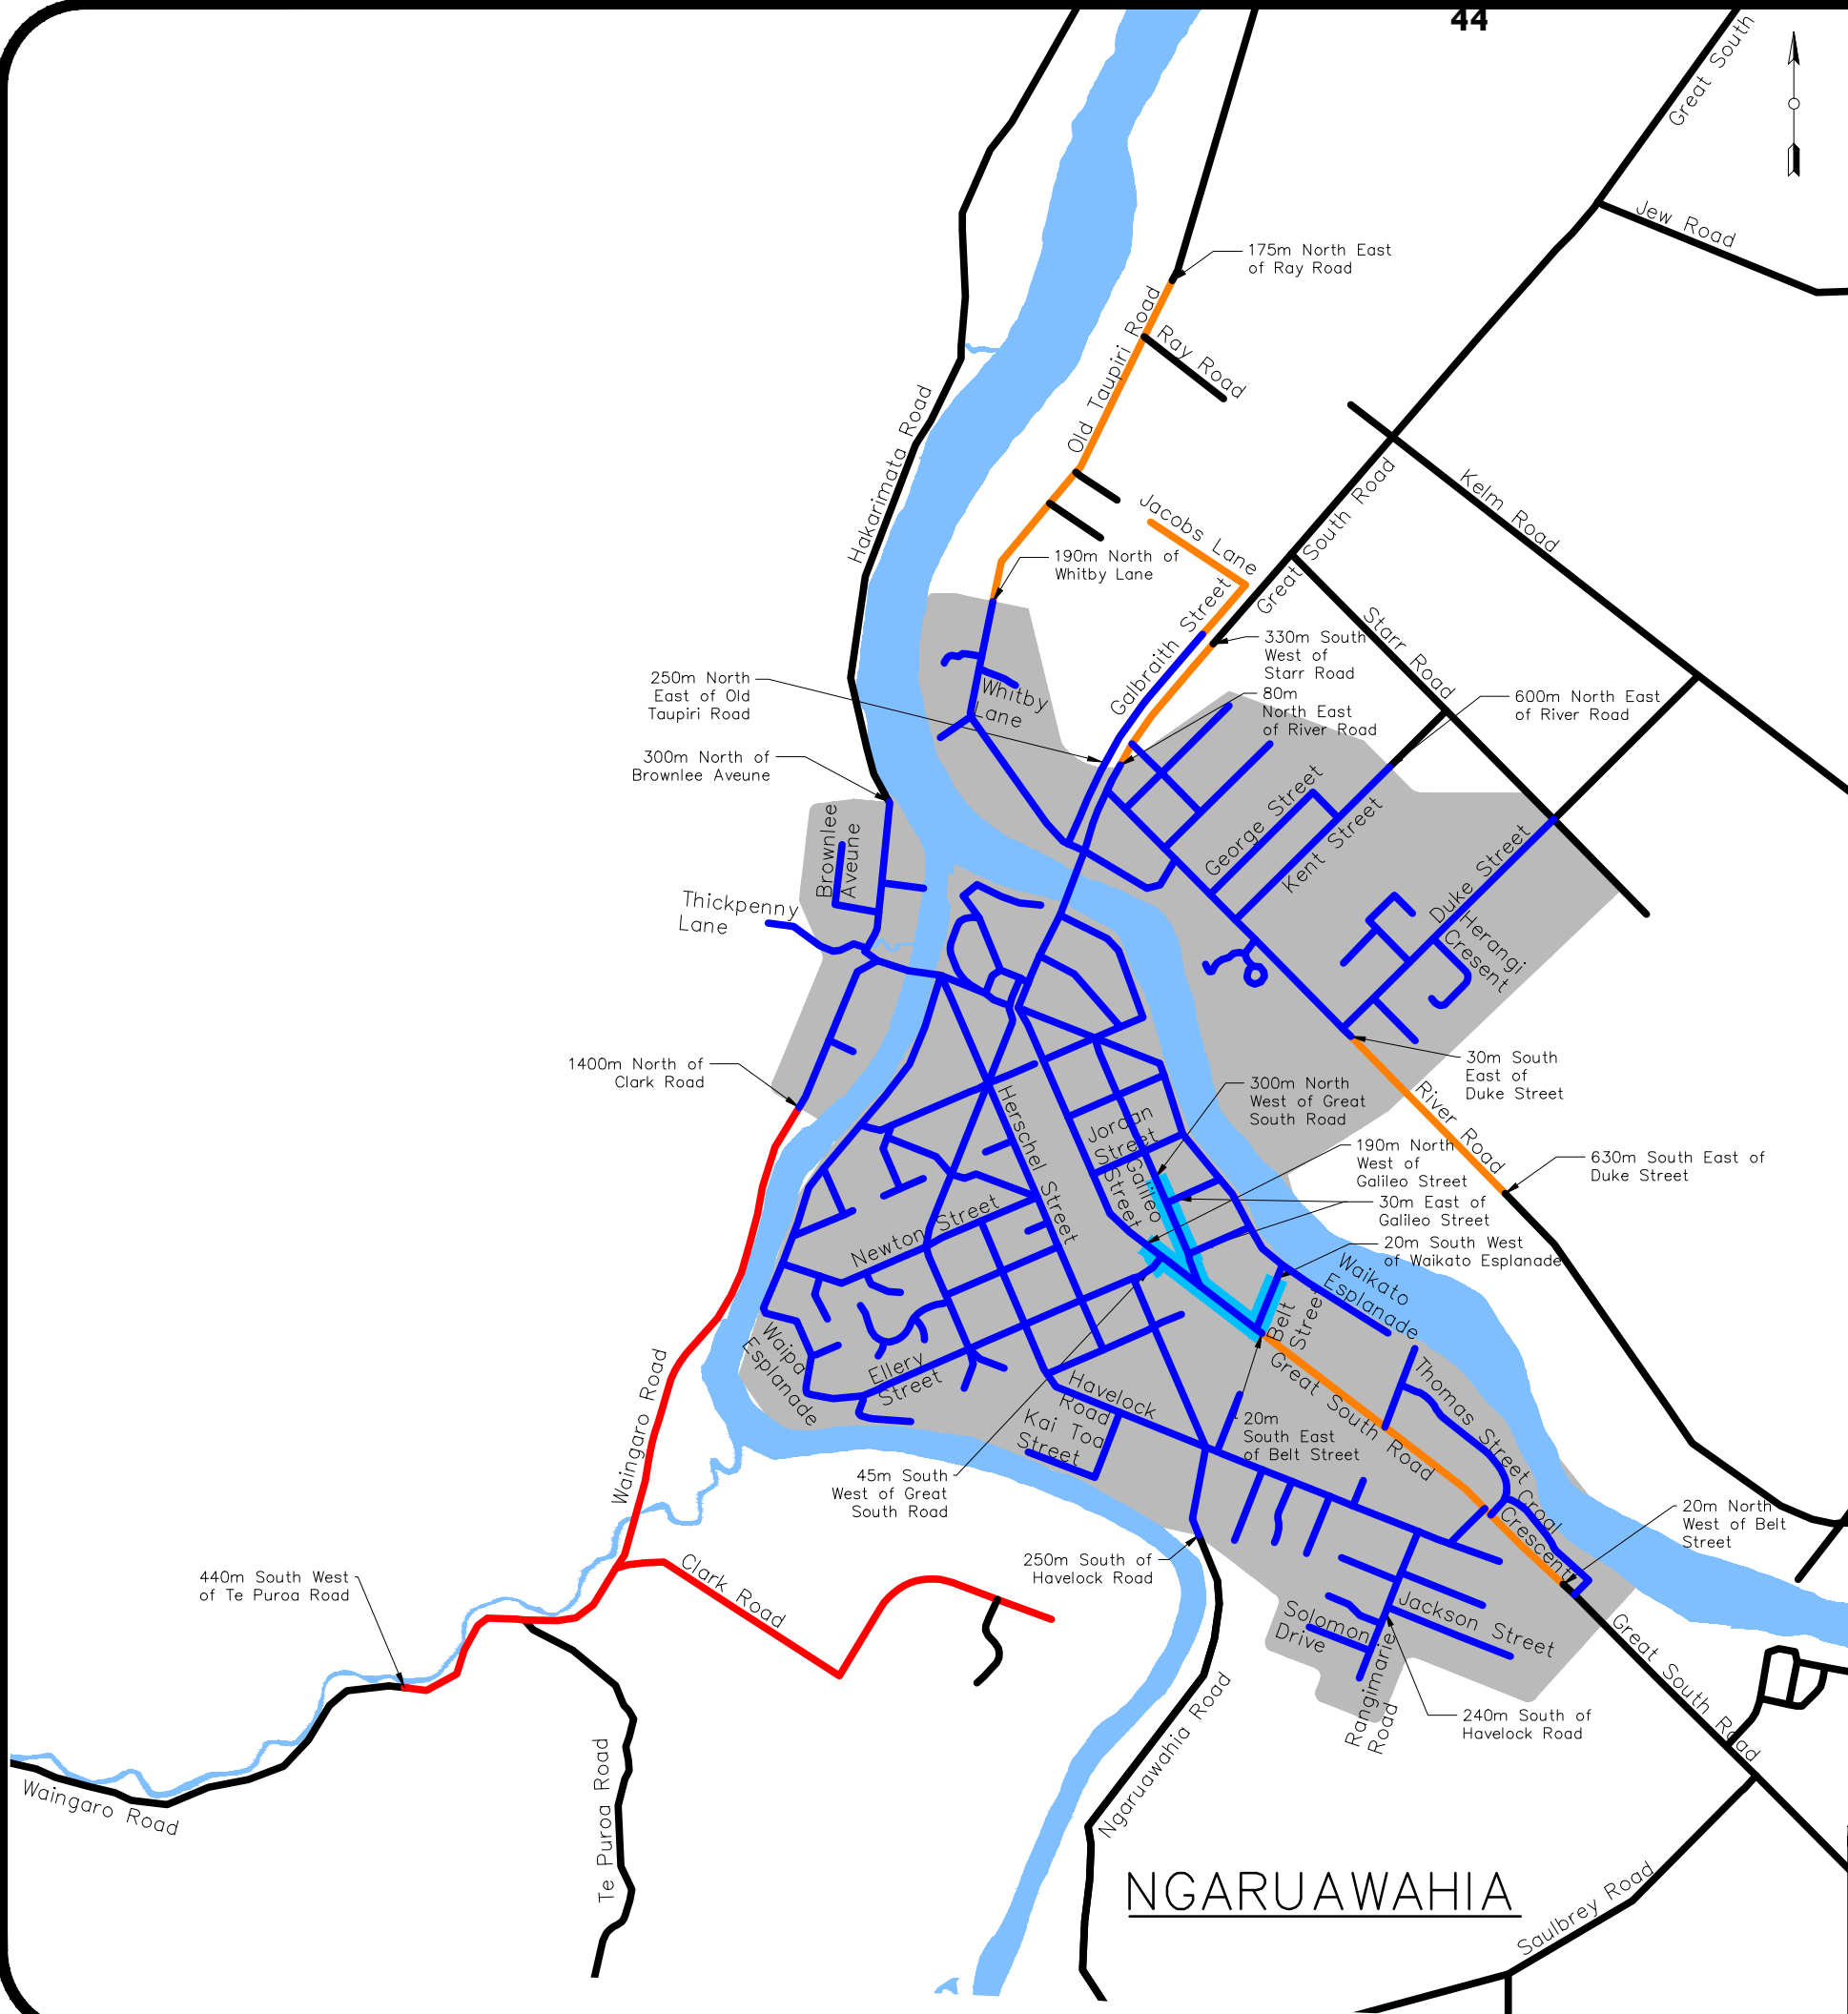 44
Great South
Jew Road
175m North East
of Ray Road
Old Taupiri Road
Ray Road
Hakarimata Road
Kelm Road
Jacobs Lane
Great South Road
190m North of
Whitby Lane
Galbraith Street
Starr Road
330m South
West of
Starr Road
250m North
East of Old
Taupiri Road
Whitby
Lane
80m
North East
of River Road
600m North East
of River Road
300m North of
Brownlee Aveune
Brownlee
Aveune
George Street
Kent Street
Duke Street
Herangi
Cresent
Thickpenny
Lane
1400m North of
Clark Road
30m South
East of
Duke Street
300m North
West of Great
South Road
River Road
Herschel Street
Jordan
Street
Galileo
Street
190m North
West of
Galileo Street
630m South East of
Duke Street
30m East of
Galileo Street
20m South West
of Waikato Esplanade
Newton Street
Waikato
Esplanade
Belt
Street
Waipa
Esplanade
Ellery
Street
Great South Road
Thomas Street
Waingaro Road
Havelock
Road
Kai Toa
Street
20m
South East
of Belt Street
45m South
West of Great
South Road
Croal
Crescent
20m North
West of Belt
Street
250m South of
Havelock Road
440m South West
of Te Puroa Road
Clark Road
Solomon
Drive
Jackson Street
Rangimarie
Road
240m South of
Havelock Road
Great South Road
Waingaro Road
Te Puroa Road
Ngaruawahia Road
NGARUAWAHIA
Saulbrey Road